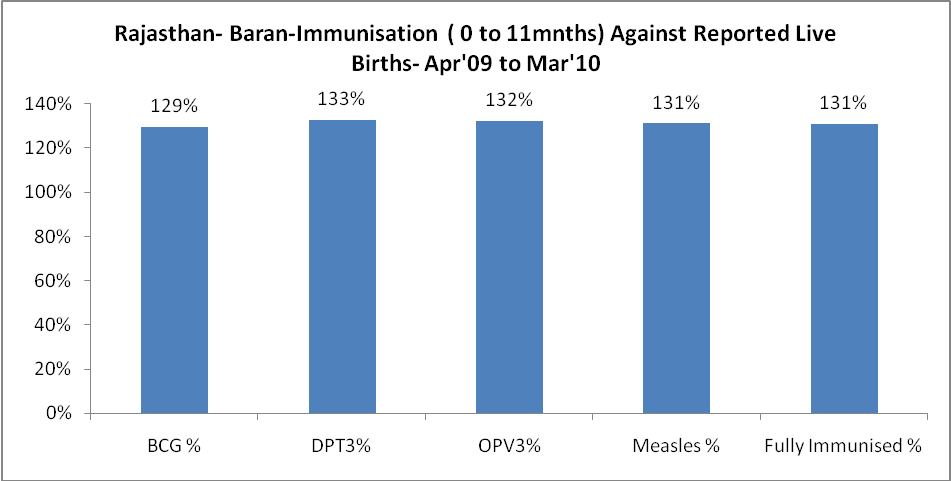 Rajasthan- Baran-Immunisation ( 0 to 11mnths) Against Reported Live
Births- Apr'09 to Mar'10
140%
120%
100%
80%
60%
40%
20%
0%
129%
133%
132%
131%
131%
BCG %
DPT3%
OPV3%
Measles %
Fully Immunised %